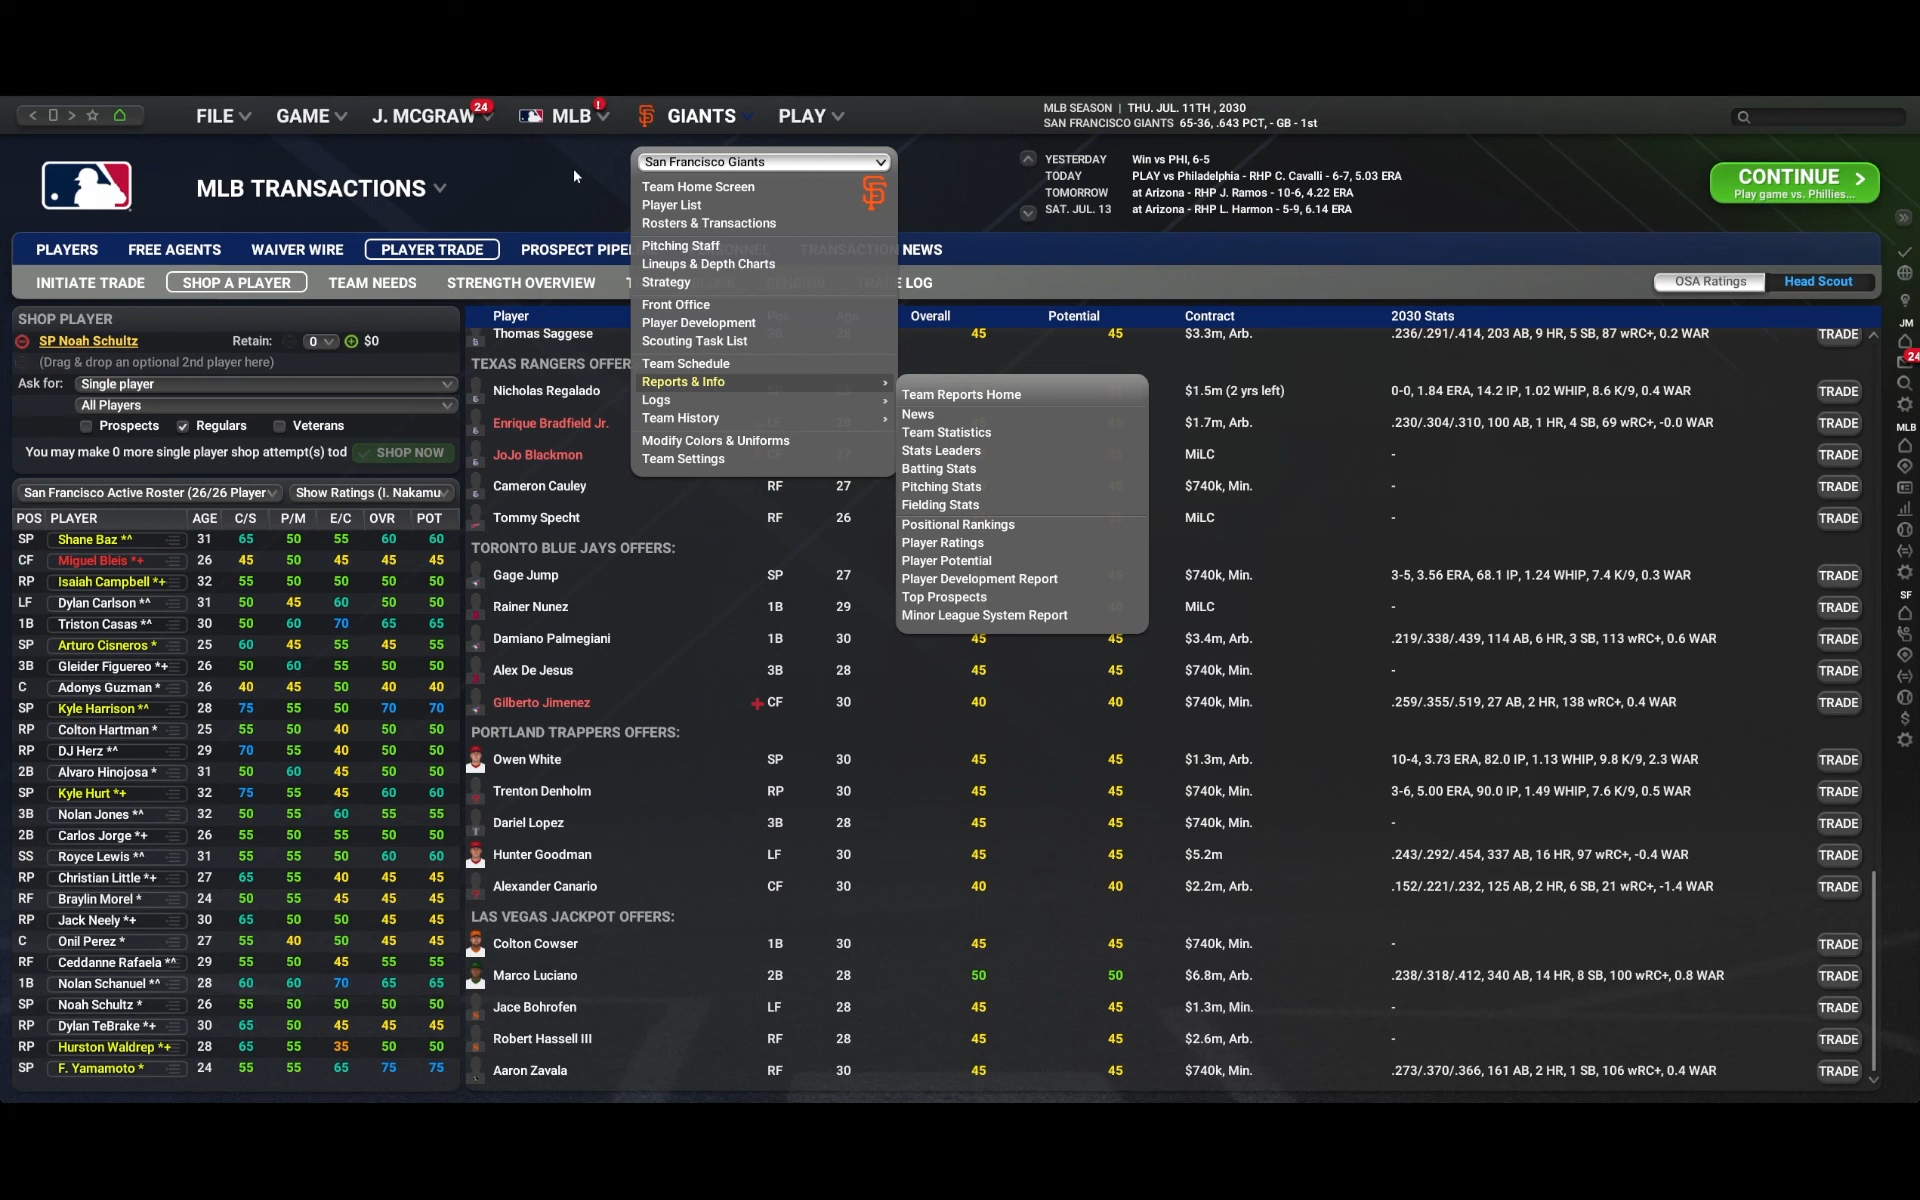 FILE GAME J. MCGRAW 24 MLB ! GIANTS PLAY
MLB SEASON | THU. JUL. 11TH , 2030
SAN FRANCISCO GIANTS 65-36, .643 PCT, - GB - 1st
MLB TRANSACTIONS
YESTERDAY Win vs PHI, 6-5
TODAY PLAY vs Philadelphia - RHP C. Cavalli - 6-7, 5.03 ERA
TOMORROW at Arizona - RHP J. Ramos - 10-6, 4.22 ERA
SAT. JUL. 13 at Arizona - RHP L. Harmon - 5-9, 6.14 ERA
CONTINUE
Play game vs. Phillies...
PLAYERS FREE AGENTS WAIVER WIRE PLAYER TRADE PROSPECT PIPE TRANSACTION NEWS
INITIATE TRADE SHOP A PLAYER TEAM NEEDS STRENGTH OVERVIEW PENDING LOG
OSA Ratings Head Scout
San Francisco Giants
Team Home Screen
Player List
Rosters & Transactions
Pitching Staff
Lineups & Depth Charts
Strategy
Front Office
Player Development
Scouting Task List
Team Schedule
Reports & Info
Logs
Team History
Modify Colors & Uniforms
Team Settings
Team Reports Home
News
Team Statistics
Stats Leaders
Batting Stats
Pitching Stats
Fielding Stats
Positional Rankings
Player Ratings
Player Potential
Player Development Report
Top Prospects
Minor League System Report
SHOP PLAYER
SP Noah Schultz Retain: 0 $0
(Drag & drop an optional 2nd player here)
Ask for: Single player
All Players
Prospects Regulars Veterans
You may make 0 more single player shop attempt(s) tod SHOP NOW
San Francisco Active Roster (26/26 Player Show Ratings (I. Nakamu
POS PLAYER AGE C/S P/M E/C OVR POT
SP Shane Baz *^ 31 65 50 55 60 60
CF Miguel Bleis *+ 26 45 50 45 45 45
RP Isaiah Campbell *+ 32 55 50 50 50 50
LF Dylan Carlson *^ 31 50 45 60 50 50
1B Triston Casas *^ 30 50 60 70 65 65
SP Arturo Cisneros * 25 60 45 55 45 55
3B Gleider Figuereo *+ 26 50 60 55 50 50
C Adonys Guzman * 26 40 45 50 40 40
SP Kyle Harrison *^ 28 75 55 50 70 70
RP Colton Hartman * 25 55 50 40 50 50
RP DJ Herz *^ 29 70 55 40 50 50
2B Alvaro Hinojosa * 31 50 60 45 50 50
SP Kyle Hurt *+ 32 75 55 45 60 60
3B Nolan Jones *^ 32 50 50 60 55 55
2B Carlos Jorge *+ 26 55 50 55 50 50
SS Royce Lewis *^ 31 55 55 50 60 60
RP Christian Little *+ 27 65 55 40 45 45
RF Braylin Morel * 24 50 55 45 45 45
RP Jack Neely *+ 30 65 50 50 45 45
C Onil Perez * 27 55 40 50 45 45
RF Ceddanne Rafaela *^ 29 55 50 45 55 55
1B Nolan Schanuel *^ 28 60 60 70 65 65
SP Noah Schultz * 26 55 50 50 50 50
RP Dylan TeBrake *+ 30 65 50 45 45 45
RP Hurston Waldrep *+ 28 65 55 35 50 50
SP F. Yamamoto * 24 55 55 65 75 75
Player Pos Age Overall Potential Contract 2030 Stats
Thomas Saggese 3B 28 45 45 $3.3m, Arb. .236/.291/.414, 203 AB, 9 HR, 5 SB, 87 wRC+, 0.2 WAR TRADE
TEXAS RANGERS OFFER
Nicholas Regalado $1.5m (2 yrs left) 0-0, 1.84 ERA, 14.2 IP, 1.02 WHIP, 8.6 K/9, 0.4 WAR TRADE
Enrique Bradfield Jr. $1.7m, Arb. .230/.304/.310, 100 AB, 1 HR, 4 SB, 69 wRC+, -0.0 WAR TRADE
JoJo Blackmon CF 27 MiLC - TRADE
Cameron Cauley RF 27 $740k, Min. - TRADE
Tommy Specht RF 26 MiLC - TRADE
TORONTO BLUE JAYS OFFERS:
Gage Jump SP 27 $740k, Min. 3-5, 3.56 ERA, 68.1 IP, 1.24 WHIP, 7.4 K/9, 0.3 WAR TRADE
Rainer Nunez 1B 29 MiLC - TRADE
Damiano Palmegiani 1B 30 45 45 $3.4m, Arb. .219/.338/.439, 114 AB, 6 HR, 3 SB, 113 wRC+, 0.6 WAR TRADE
Alex De Jesus 3B 28 45 45 $740k, Min. - TRADE
Gilberto Jimenez CF 30 40 40 $740k, Min. .259/.355/.519, 27 AB, 2 HR, 138 wRC+, 0.4 WAR TRADE
PORTLAND TRAPPERS OFFERS:
Owen White SP 30 45 45 $1.3m, Arb. 10-4, 3.73 ERA, 82.0 IP, 1.13 WHIP, 9.8 K/9, 2.3 WAR TRADE
Trenton Denholm RP 30 45 45 $740k, Min. 3-6, 5.00 ERA, 90.0 IP, 1.49 WHIP, 7.6 K/9, 0.5 WAR TRADE
Dariel Lopez 3B 28 45 45 $740k, Min. - TRADE
Hunter Goodman LF 30 45 45 $5.2m .243/.292/.454, 337 AB, 16 HR, 97 wRC+, -0.4 WAR TRADE
Alexander Canario CF 30 40 40 $2.2m, Arb. .152/.221/.232, 125 AB, 2 HR, 6 SB, 21 wRC+, -1.4 WAR TRADE
LAS VEGAS JACKPOT OFFERS:
Colton Cowser 1B 30 45 45 $740k, Min. - TRADE
Marco Luciano 2B 28 50 50 $6.8m, Arb. .238/.318/.412, 340 AB, 14 HR, 8 SB, 100 wRC+, 0.8 WAR TRADE
Jace Bohrofen LF 28 45 45 $1.3m, Min. - TRADE
Robert Hassell III RF 28 45 45 $2.6m, Arb. - TRADE
Aaron Zavala RF 30 45 45 $740k, Min. .273/.370/.366, 161 AB, 2 HR, 1 SB, 106 wRC+, 0.4 WAR TRADE
JM
24
MLB
SF